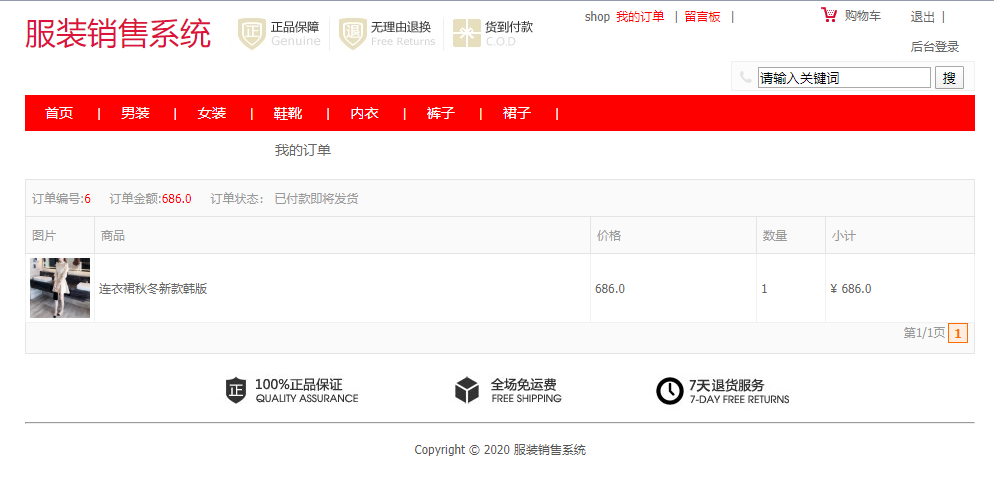 服装销售系统
正品保障 Genuine
无理由退换 Free Returns
货到付款 C.O.D
shop 我的订单 | 留言板 |
购物车 退出 |
后台登录
请输入关键词 搜
首页 | 男装 | 女装 | 鞋靴 | 内衣 | 裤子 | 裙子 |
我的订单
订单编号:6 订单金额:686.0 订单状态: 已付款即将发货
图片 商品 价格 数量 小计
连衣裙秋冬新款韩版 686.0 1 ¥ 686.0
第1/1页 1
正 100%正品保证 全场免运费 7天退货服务
QUALITY ASSURANCE FREE SHIPPING 7-DAY FREE RETURNS
Copyright © 2020 服装销售系统